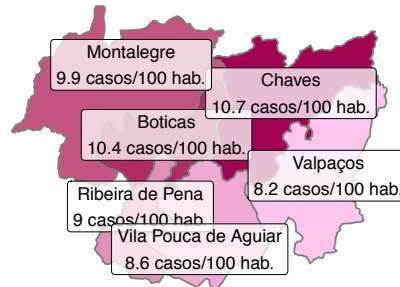 Montalegre
9.9 casos/100 hab.
Chaves
10.7 casos/100 hab.
Boticas
10.4 casos/100 hab.
Valpaços
8.2 casos/100 hab.
Ribeira de Pena
9 casos/100 hab.
Vila Pouca de Aguiar
8.6 casos/100 hab.